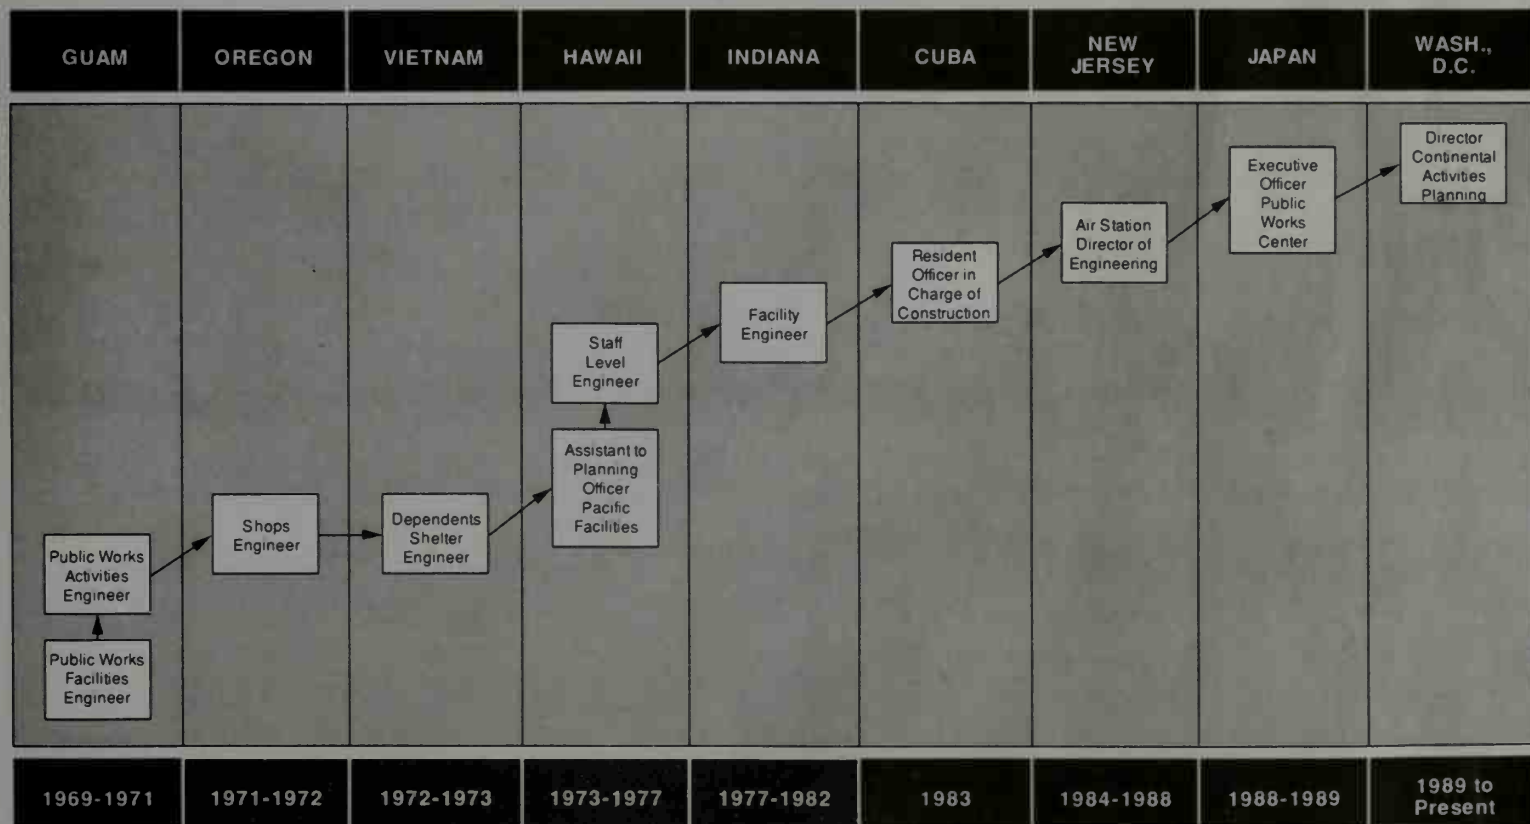 GUAM
OREGON
VIETNAM
HAWAII
INDIANA
CUBA
NEW
JERSEY
JAPAN
WASH.,
D.C.
Public Works
Facilities
Engineer
Public Works
Activities
Engineer
Shops
Engineer
Dependents
Shelter
Engineer
Assistant to
Planning
Officer
Pacific
Facilities
Staff
Level
Engineer
Facility
Engineer
Resident
Officer in
Charge of
Construction
Air Station
Director of
Engineering
Executive
Officer
Public
Works
Center
Director
Continental
Activities
Planning
1969-1971
1971-1972
1972-1973
1973-1977
1977-1982
1983
1984-1988
1988-1989
1989 to
Present